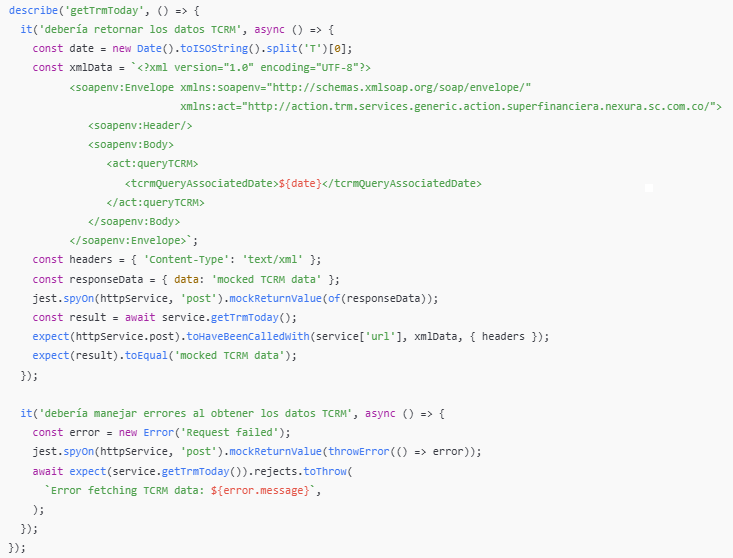 describe('getTrmToday', () => {
  it('debería retornar los datos TCRM', async () => {
    const date = new Date().toISOString().split('T')[0];
    const xmlData = `<?xml version="1.0" encoding="UTF-8"?>
          <soapenv:Envelope xmlns:soapenv="http://schemas.xmlsoap.org/soap/envelope/"
                            xmlns:act="http://action.trm.services.generic.action.superfinanciera.nexura.sc.com.co/">
             <soapenv:Header/>
             <soapenv:Body>
                <act:queryTCRM>
                   <tcrmQueryAssociatedDate>${date}</tcrmQueryAssociatedDate>
                </act:queryTCRM>
             </soapenv:Body>
          </soapenv:Envelope>`;
    const headers = { 'Content-Type': 'text/xml' };
    const responseData = { data: 'mocked TCRM data' };
    jest.spyOn(httpService, 'post').mockReturnValue(of(responseData));
    const result = await service.getTrmToday();
    expect(httpService.post).toHaveBeenCalledWith(service['url'], xmlData, { headers });
    expect(result).toEqual('mocked TCRM data');
  });

  it('debería manejar errores al obtener los datos TCRM', async () => {
    const error = new Error('Request failed');
    jest.spyOn(httpService, 'post').mockReturnValue(throwError(() => error));
    await expect(service.getTrmToday()).rejects.toThrow(
      `Error fetching TCRM data: ${error.message}`,
    );
  });
});